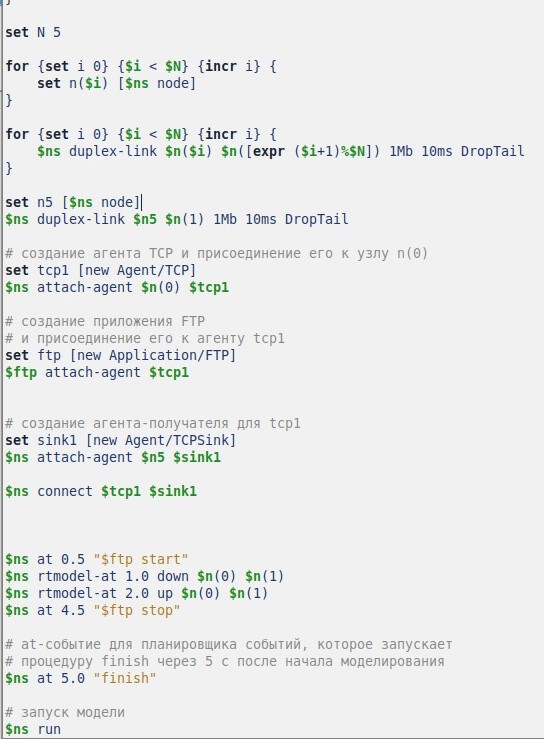 }
set N 5
for {set i 0} {$i < $N} {incr i} {
    set n($i) [$ns node]
}
for {set i 0} {$i < $N} {incr i} {
    $ns duplex-link $n($i) $n([expr ($i+1)%$N]) 1Mb 10ms DropTail
}
set n5 [$ns node]
$ns duplex-link $n5 $n(1) 1Mb 10ms DropTail
# создание агента TCP и присоединение его к узлу n(0)
set tcp1 [new Agent/TCP]
$ns attach-agent $n(0) $tcp1
# создание приложения FTP
# и присоединение его к агенту tcp1
set ftp [new Application/FTP]
$ftp attach-agent $tcp1
# создание агента-получателя для tcp1
set sink1 [new Agent/TCPSink]
$ns attach-agent $n5 $sink1
$ns connect $tcp1 $sink1
$ns at 0.5 "$ftp start"
$ns rtmodel-at 1.0 down $n(0) $n(1)
$ns rtmodel-at 2.0 up $n(0) $n(1)
$ns at 4.5 "$ftp stop"
# at-событие для планировщика событий, которое запускает
# процедуру finish через 5 с после начала моделирования
$ns at 5.0 "finish"
# запуск модели
$ns run